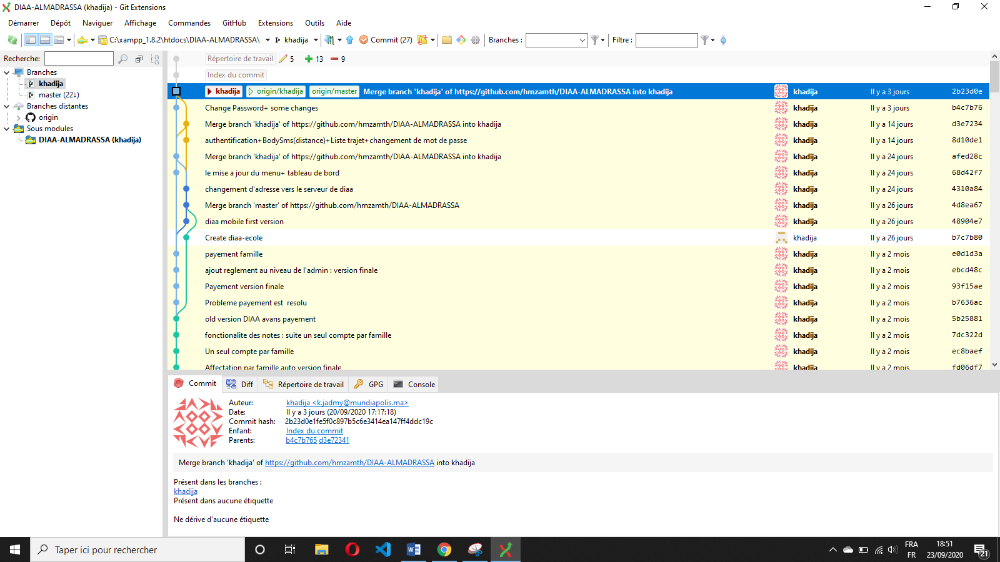 DIAA-ALMADRASSA (khadija) - Git Extensions
Démarrer Dépôt Naviguer Affichage Commandes GitHub Extensions Outils Aide
C:\xampp_1.8.2\htdocs\DIAA-ALMADRASSA\ khadija Commit (27) Branches : Filtre :
Recherche:
Branches
khadija
master (22↓)
Branches distantes
origin
Sous modules
DIAA-ALMADRASSA (khadija)
Répertoire de travail 5 13 9
Index du commit
khadija origin/khadija origin/master Merge branch 'khadija' of https://github.com/hmzamth/DIAA-ALMADRASSA into khadija khadija Il y a 3 jours 2b23d0e
Change Password+ some changes khadija Il y a 3 jours b4c7b76
Merge branch 'khadija' of https://github.com/hmzamth/DIAA-ALMADRASSA into khadija khadija Il y a 14 jours d3e7234
authentification+BodySms(distance)+Liste trajet+changement de mot de passe khadija Il y a 14 jours 8d10de1
Merge branch 'khadija' of https://github.com/hmzamth/DIAA-ALMADRASSA into khadija khadija Il y a 24 jours afed28c
le mise a jour du menu+ tableau de bord khadija Il y a 24 jours 68d42f7
changement d'adresse vers le serveur de diaa khadija Il y a 24 jours 4310a84
Merge branch 'master' of https://github.com/hmzamth/DIAA-ALMADRASSA khadija Il y a 26 jours 4d8ea67
diaa mobile first version khadija Il y a 26 jours 48904e7
Create diaa-ecole khadija Il y a 26 jours b7c7b80
payement famille khadija Il y a 2 mois e0d1d3a
ajout reglement au niveau de l'admin : version finale khadija Il y a 2 mois ebcd48c
Payement version finale khadija Il y a 2 mois 93f15ae
Probleme payement est resolu khadija Il y a 2 mois b7636ac
old version DIAA avans payement khadija Il y a 2 mois 5b25881
fonctionalite des notes : suite un seul compte par famille khadija Il y a 2 mois 7dc322d
Un seul compte par famille khadija Il y a 2 mois ec8baef
Affectation par famille auto version finale khadija Il y a 2 mois fd06df7
Commit Diff Répertoire de travail GPG Console
Auteur: khadija <k.jadmy@mundiapolis.ma>
Date: Il y a 3 jours (20/09/2020 17:17:18)
Commit hash: 2b23d0e1fe5f0c897b5c6e3414ea147ff4ddc19c
Enfant: Index du commit
Parents: b4c7b765 d3e72341
Merge branch 'khadija' of https://github.com/hmzamth/DIAA-ALMADRASSA into khadija
Présent dans les branches :
khadija
Présent dans aucune étiquette
Ne dérive d'aucune étiquette
Taper ici pour rechercher
FRA
FR
18:51
23/09/2020
21